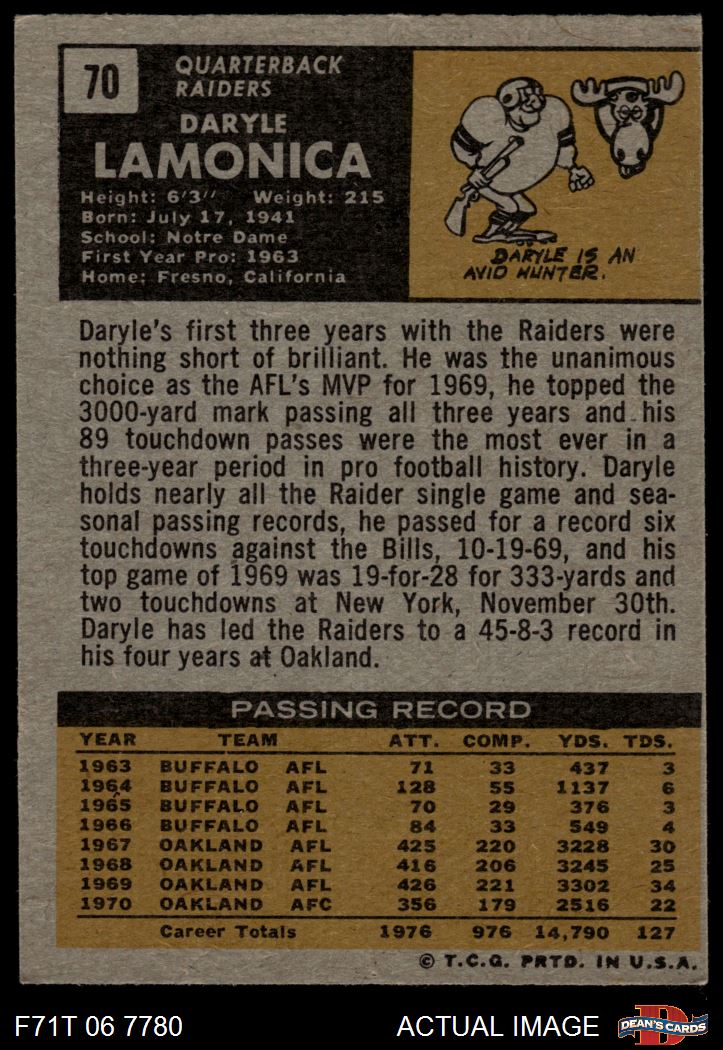 70
QUARTERBACK
RAIDERS
DARYLE
LAMONICA
Height: 6'3" Weight: 215
Born: July 17, 1941
School: Notre Dame
First Year Pro: 1963
Home: Fresno, California
DARYLE IS AN
AVID HUNTER.
Daryle's first three years with the Raiders were
nothing short of brilliant. He was the unanimous
choice as the AFL's MVP for 1969, he topped the
3000-yard mark passing all three years and his
89 touchdown passes were the most ever in a
three-year period in pro football history. Daryle
holds nearly all the Raider single game and sea-
sonal passing records, he passed for a record six
touchdowns against the Bills, 10-19-69, and his
top game of 1969 was 19-for-28 for 333-yards and
two touchdowns at New York, November 30th.
Daryle has led the Raiders to a 45-8-3 record in
his four years at Oakland.
PASSING RECORD
YEAR TEAM ATT. COMP. YDS. TDS.
1963 BUFFALO AFL 71 33 437 3
1964 BUFFALO AFL 128 55 1137 6
1965 BUFFALO AFL 70 29 376 3
1966 BUFFALO AFL 84 33 549 4
1967 OAKLAND AFL 425 220 3228 30
1968 OAKLAND AFL 416 206 3245 25
1969 OAKLAND AFL 426 221 3302 34
1970 OAKLAND AFC 356 179 2516 22
Career Totals 1976 976 14,790 127
© T.C.G. PRTD. IN U.S.A.
F71T 06 7780 ACTUAL IMAGE D DEAN'S CARDS